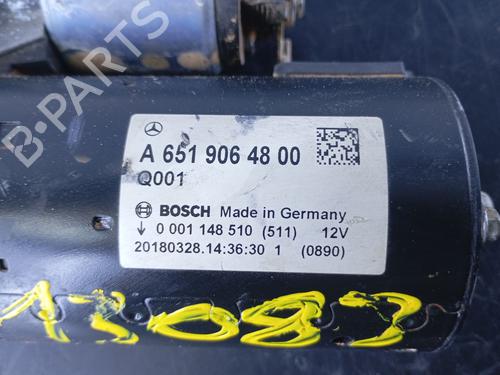 B-PARTS
A 651 906 48 00
Q001
BOSCH Made in Germany
0 001 148 510 (511) 12V
20180328.14:36:30 1 (0890)
13083